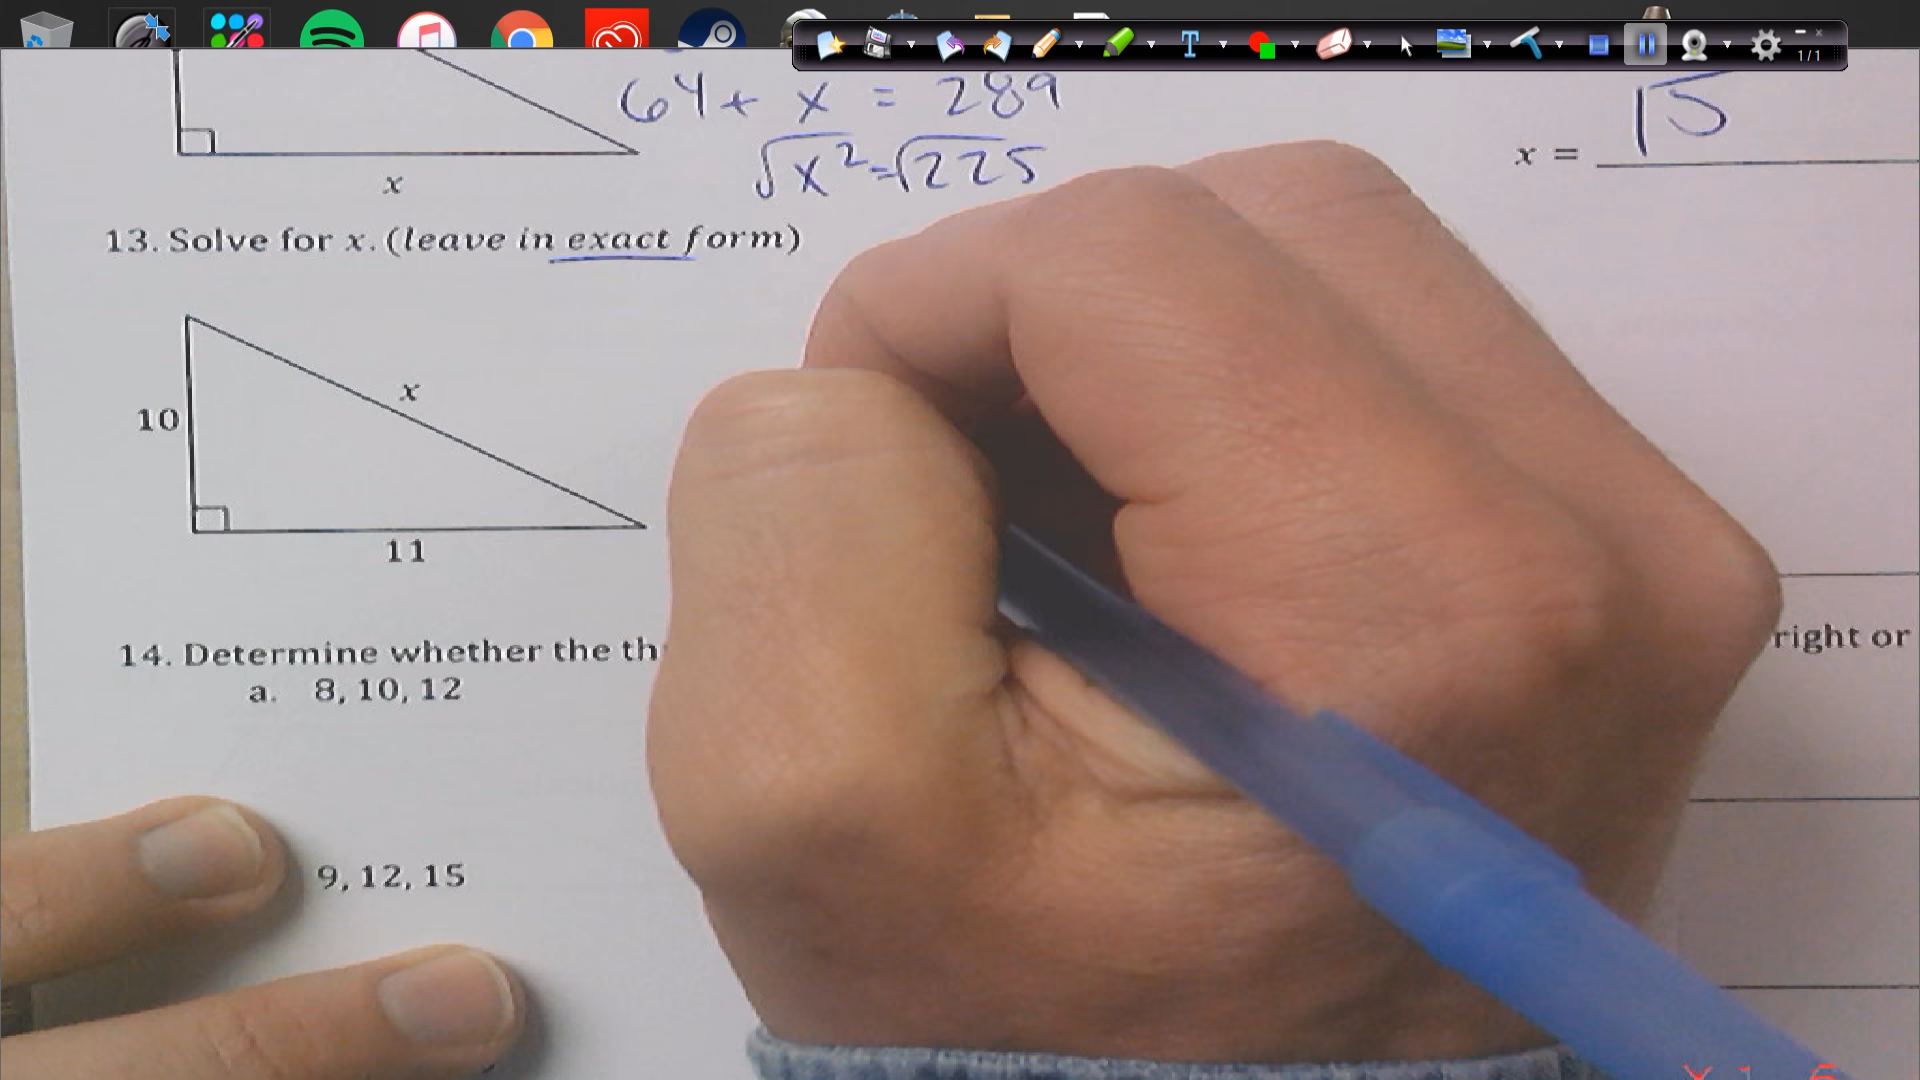 1/1
64 + x = 289
√x² = √225
x
x = 15
13. Solve for x. (leave in exact form)
x
10
11
14. Determine whether the right or
a. 8, 10, 12
9, 12, 15